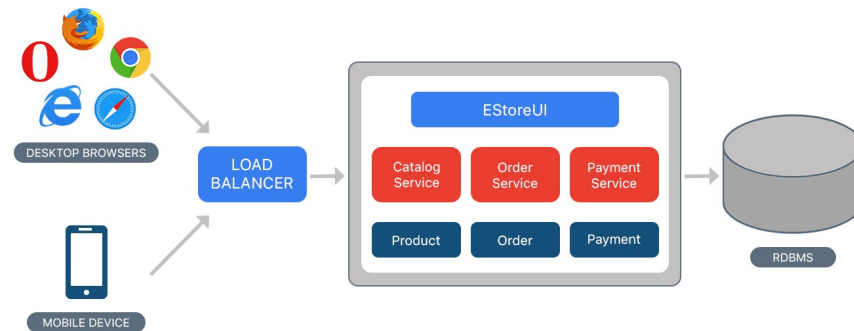 EStoreUI
DESKTOP BROWSERS
LOAD
BALANCER
Catalog
Service
Order
Service
Payment
Service
Product
Order
Payment
RDBMS
MOBILE DEVICE